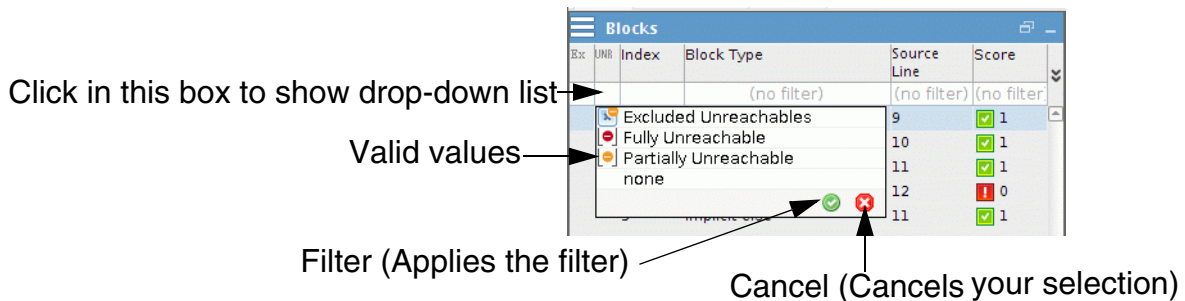 Blocks
Ex UNR Index Block Type Source Line Score
Click in this box to show drop-down list
(no filter) (no filter) (no filter
Excluded Unreachables 9 1
Fully Unreachable 10 1
Valid values
Partially Unreachable 11 1
none 12 0
11 1
Filter (Applies the filter)
Cancel (Cancels your selection)